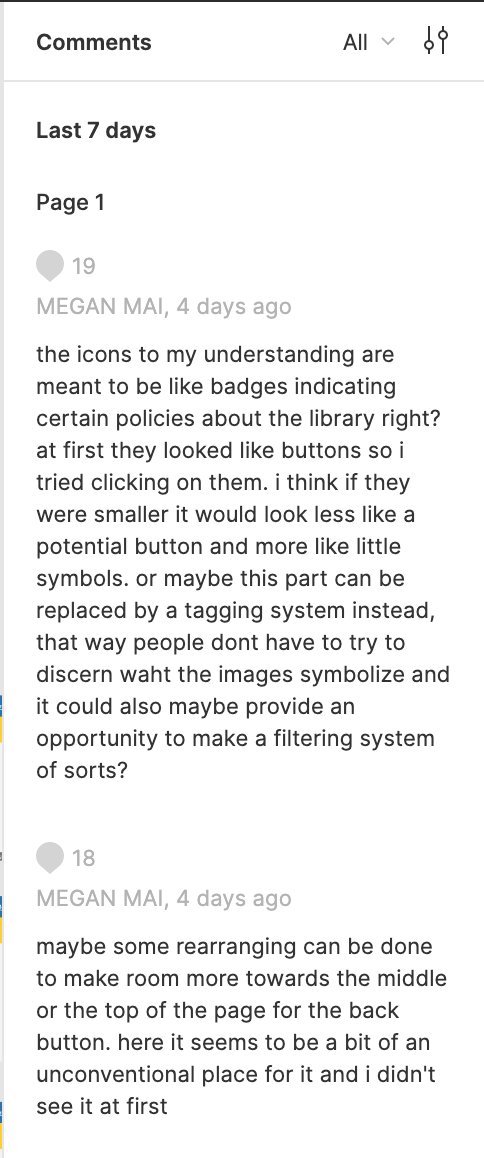 Comments
All
Last 7 days
Page 1
19
MEGAN MAI, 4 days ago
the icons to my understanding are
meant to be like badges indicating
certain policies about the library right?
at first they looked like buttons so i
tried clicking on them. i think if they
were smaller it would look less like a
potential button and more like little
symbols. or maybe this part can be
replaced by a tagging system instead,
that way people dont have to try to
discern waht the images symbolize and
it could also maybe provide an
opportunity to make a filtering system
of sorts?
18
MEGAN MAI, 4 days ago
maybe some rearranging can be done
to make room more towards the middle
or the top of the page for the back
button. here it seems to be a bit of an
unconventional place for it and i didn't
see it at first